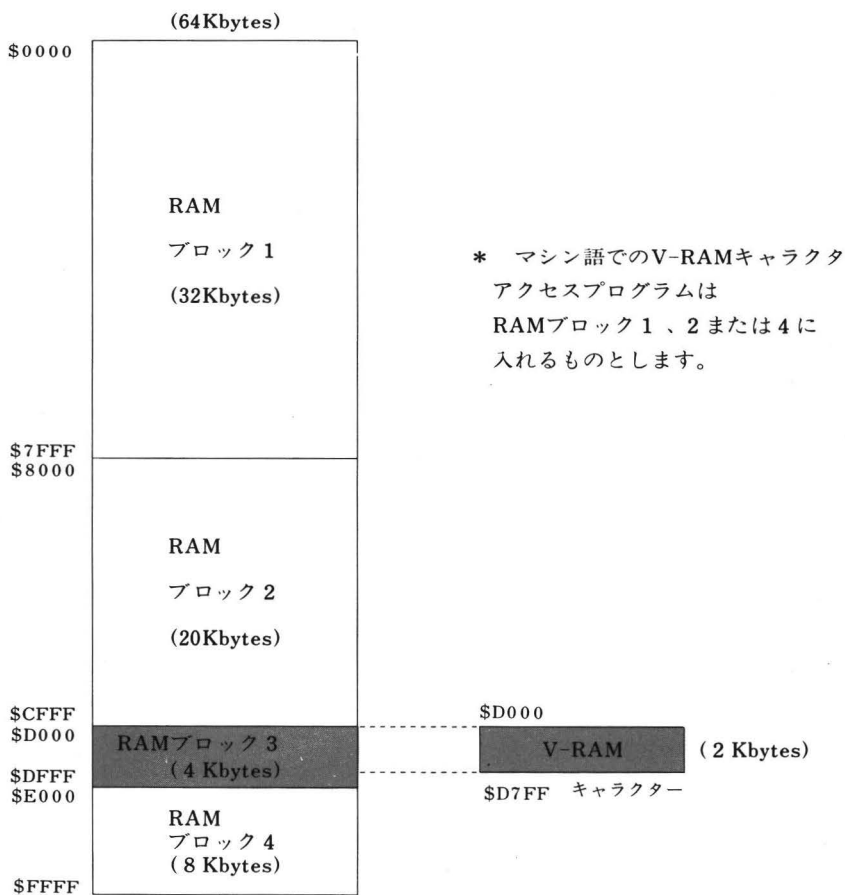 (64Kbytes)
$0000
RAM
ブロック1
(32Kbytes)
* マシン語でのV-RAMキャラクタ
アクセスプログラムは
RAMブロック1、2または4に
入れるものとします。
$7FFF
$8000
RAM
ブロック2
(20Kbytes)
$CFFF
$D000
RAMブロック3
(4 Kbytes)
$DFFF
$E000
$D000
V-RAM
(2 Kbytes)
$D7FF キャラクター
RAM
ブロック4
(8 Kbytes)
$FFFF